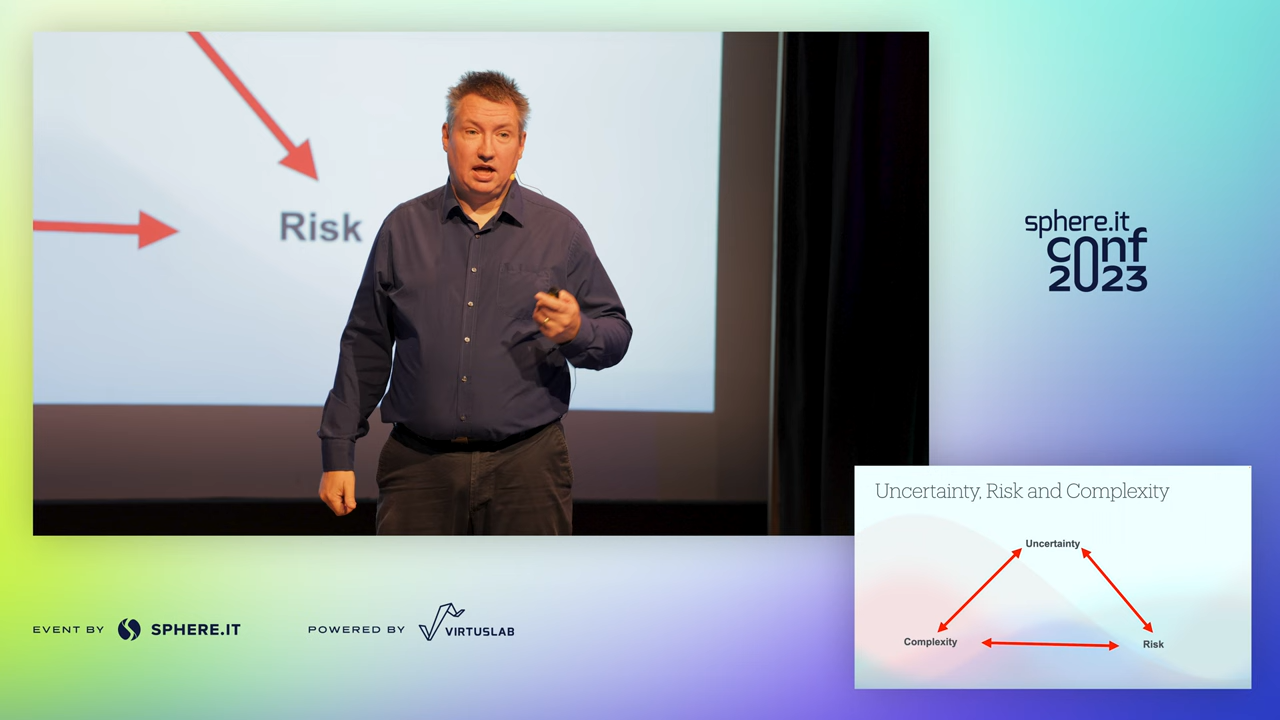 Risk
sphere.it
conf
2023
Uncertainty, Risk and Complexity
Uncertainty
Complexity
Risk
EVENT BY SPHERE.IT
POWERED BY VIRTUSLAB